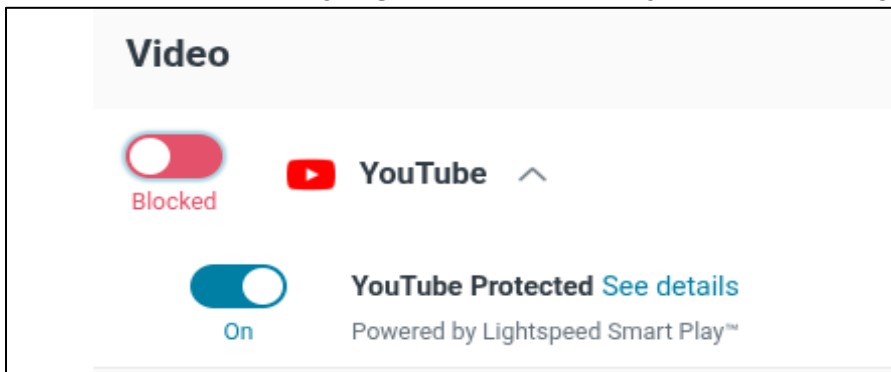 Video
YouTube
Blocked
YouTube Protected See details
On
Powered by Lightspeed Smart Play™